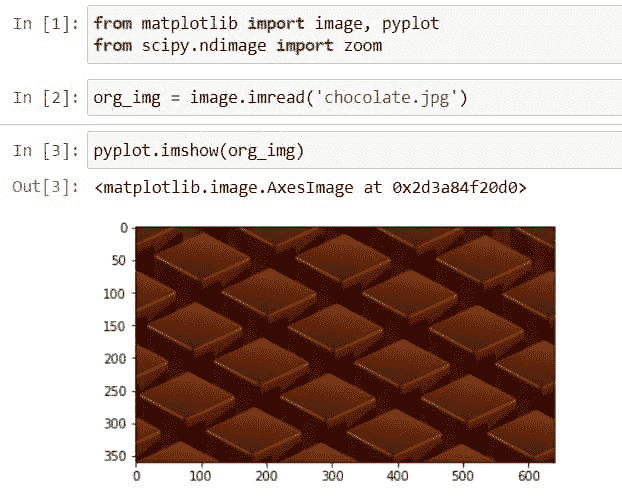 In [1]: from matplotlib import image, pyplot
from scipy.ndimage import zoom
In [2]: org_img = image.imread('chocolate.jpg')
In [3]: pyplot.imshow(org_img)
Out[3]: <matplotlib.image.AxesImage at 0x2d3a84f20d0>
0
50
100
150
200
250
300
350
0 100 200 300 400 500 600